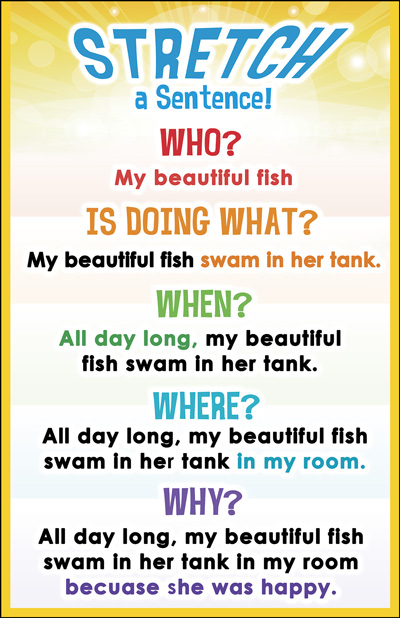 STRETCH
a Sentence!
WHO?
My beautiful fish
IS DOING WHAT?
My beautiful fish swam in her tank.
WHEN?
All day long, my beautiful
fish swam in her tank.
WHERE?
All day long, my beautiful fish
swam in her tank in my room.
WHY?
All day long, my beautiful fish
swam in her tank in my room
becuase she was happy.